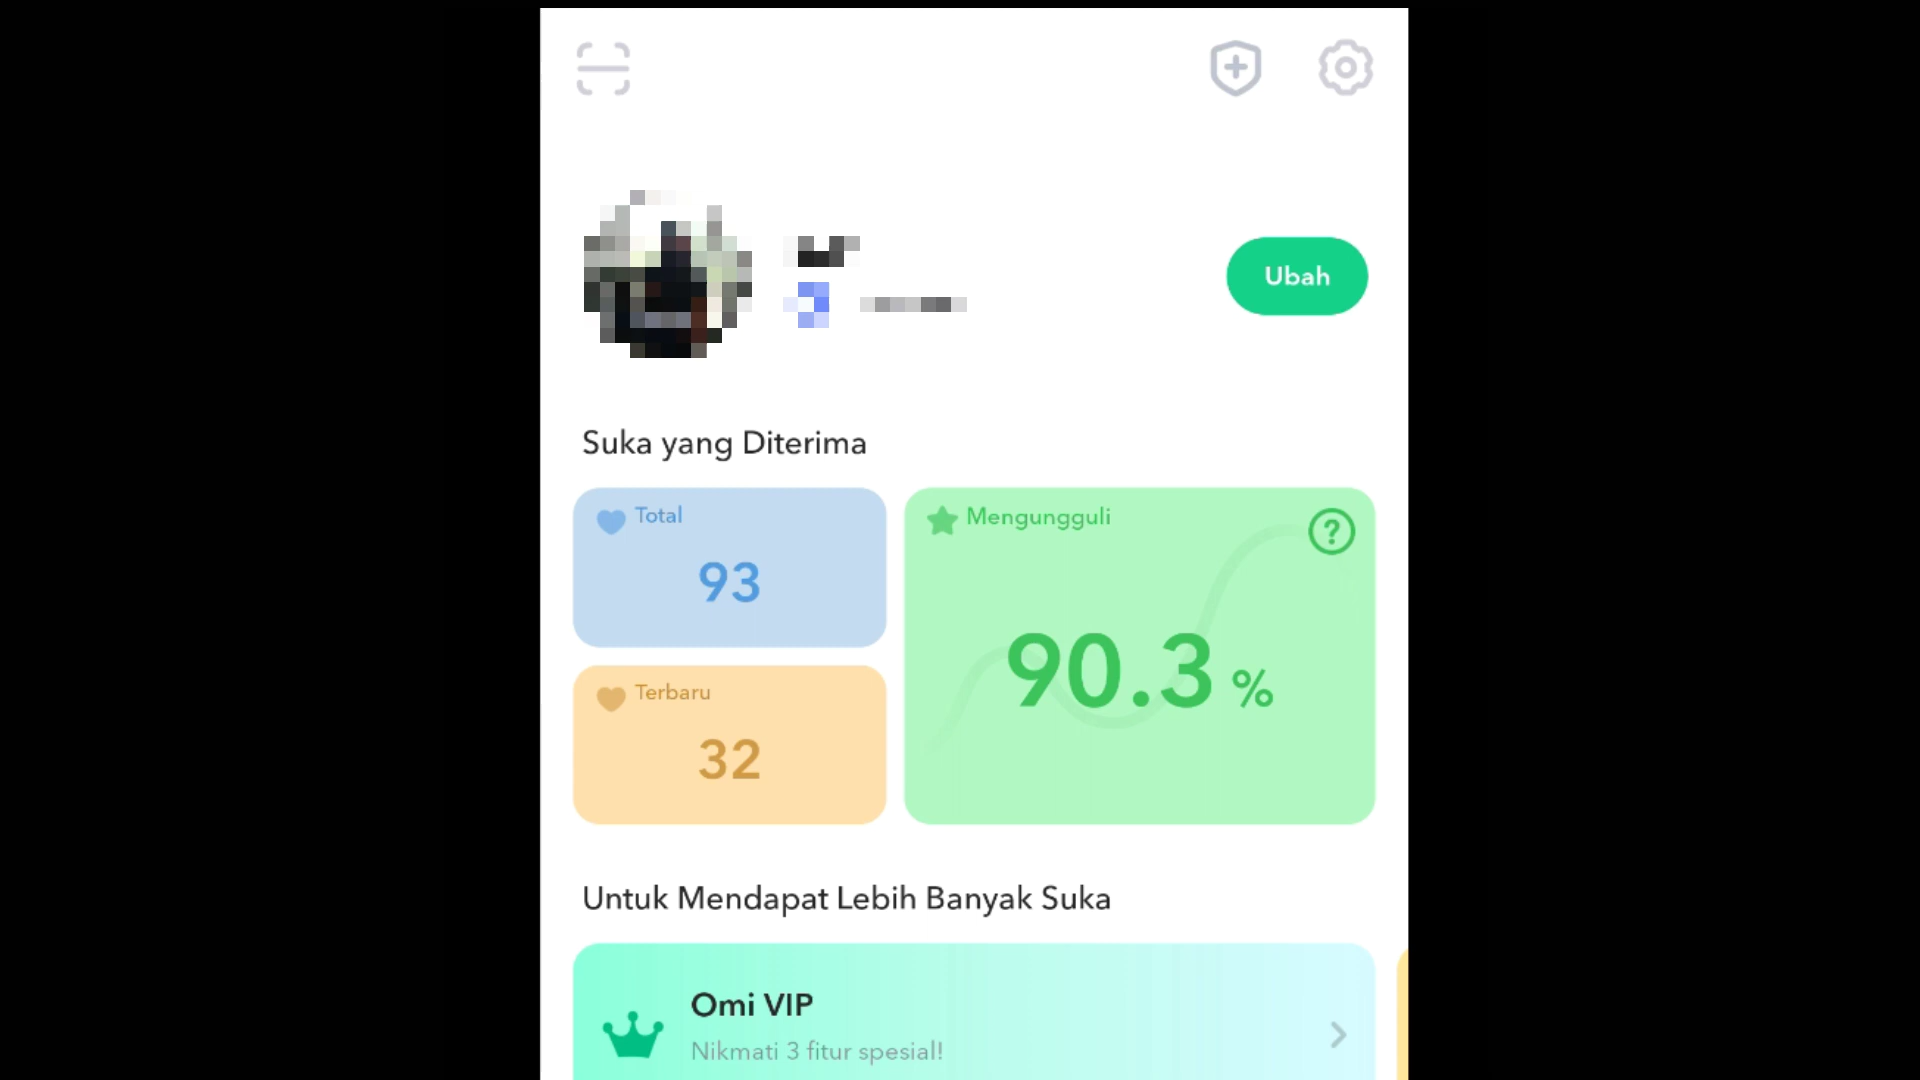 Ubah
Suka yang Diterima
Total
93
Mengungguli
?
90.3 %
Terbaru
32
Untuk Mendapat Lebih Banyak Suka
Omi VIP
Nikmati 3 fitur spesial!